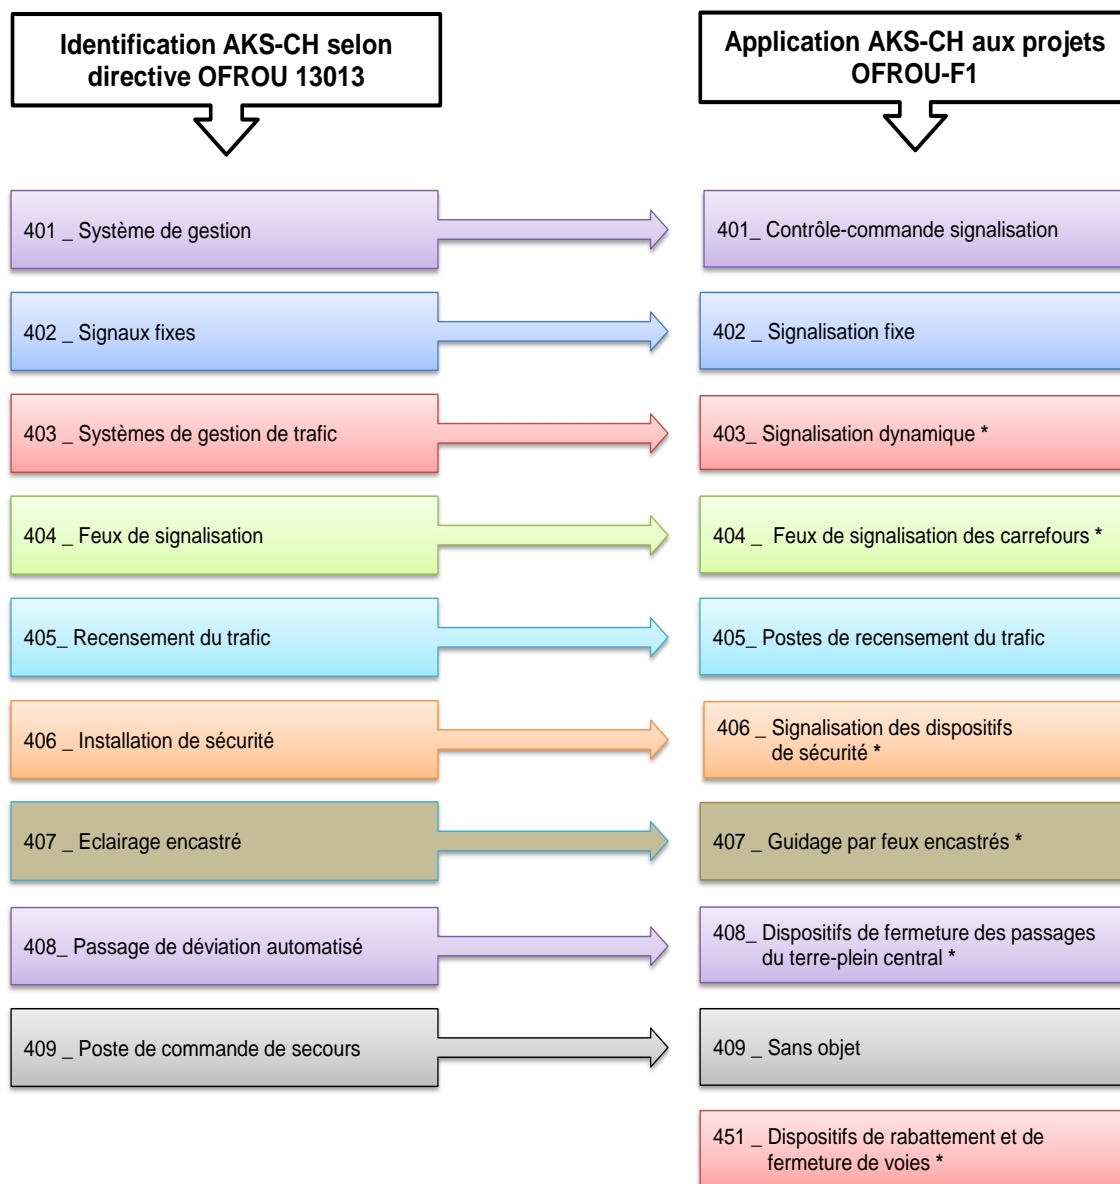 Identification AKS-CH selon
directive OFROU 13013
Application AKS-CH aux projets
OFROU-F1
401 _ Système de gestion
401_ Contrôle-commande signalisation
402 _ Signaux fixes
402 _ Signalisation fixe
403 _ Systèmes de gestion de trafic
403_ Signalisation dynamique *
404 _ Feux de signalisation
404 _ Feux de signalisation des carrefours *
405_ Recensement du trafic
405_ Postes de recensement du trafic
406 _ Installation de sécurité
406 _ Signalisation des dispositifs
de sécurité *
407 _ Eclairage encastré
407 _ Guidage par feux encastrés *
408_ Passage de déviation automatisé
408_ Dispositifs de fermeture des passages
du terre-plein central *
409 _ Poste de commande de secours
409 _ Sans objet
451 _ Dispositifs de rabattement et de
fermeture de voies *